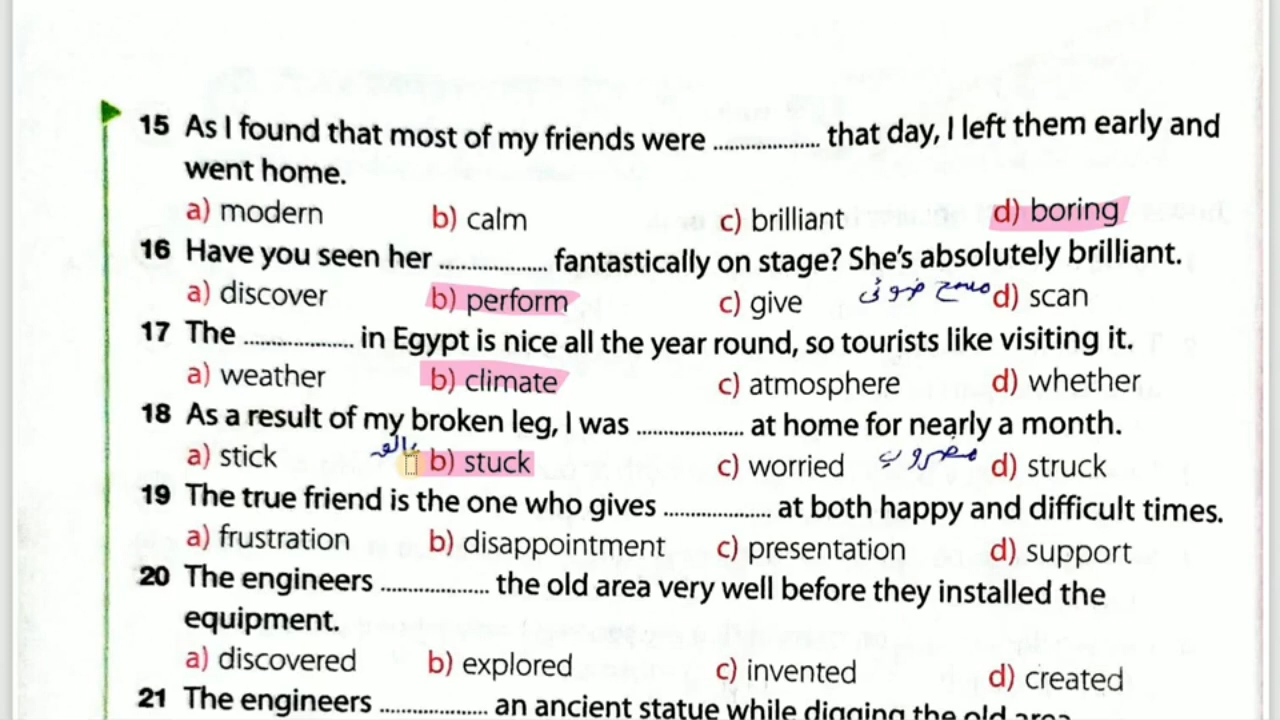 15 As I found that most of my friends were .................... that day, I left them early and
went home.
a) modern b) calm c) brilliant d) boring
16 Have you seen her .................... fantastically on stage? She's absolutely brilliant.
a) discover b) perform c) give مسح ضوئى d) scan
17 The .................... in Egypt is nice all the year round, so tourists like visiting it.
a) weather b) climate c) atmosphere d) whether
18 As a result of my broken leg, I was .................... at home for nearly a month.
a) stick b) stuck c) worried مضروب d) struck
19 The true friend is the one who gives .................... at both happy and difficult times.
a) frustration b) disappointment c) presentation d) support
20 The engineers .................... the old area very well before they installed the
equipment.
a) discovered b) explored c) invented d) created
21 The engineers .................... an ancient statue while digging the old area